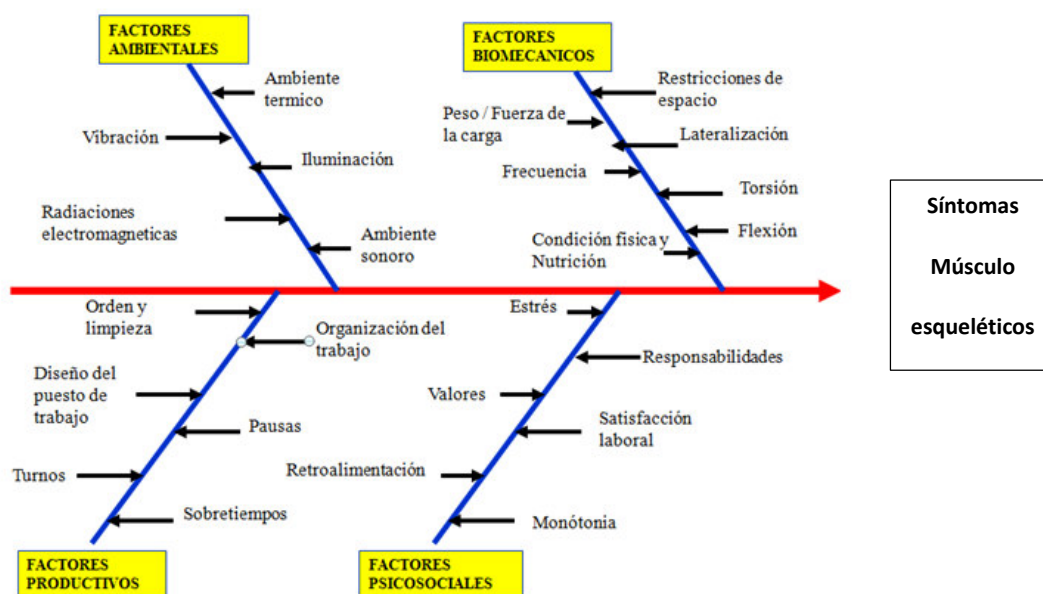 FACTORES
AMBIENTALES
Ambiente
termico
Vibración
Iluminación
Radiaciones
electromagneticas
Ambiente
sonoro
FACTORES
BIOMECANICOS
Restricciones de
espacio
Peso / Fuerza de
la carga
Lateralización
Frecuencia
Torsión
Flexión
Condición física y
Nutrición
Síntomas
Músculo
esqueléticos
Orden y
limpieza
Organización del
trabajo
Diseño del
puesto de
trabajo
Pausas
Turnos
Sobretiempos
FACTORES
PRODUCTIVOS
Estrés
Responsabilidades
Valores
Satisfacción
laboral
Retroalimentación
Monótonia
FACTORES
PSICOSOCIALES